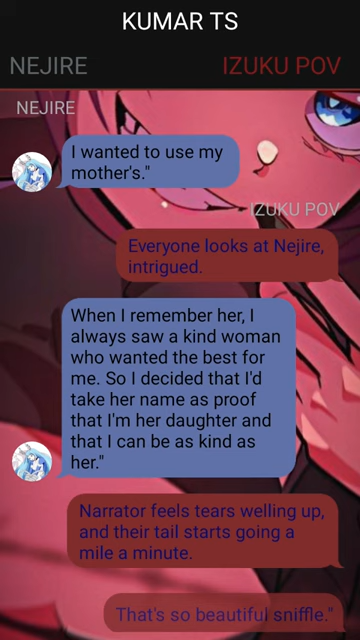 KUMAR TS
NEJIRE
IZUKU POV
NEJIRE
I wanted to use my
mother's."
IZUKU POV
Everyone looks at Nejire,
intrigued.
When I remember her, I
always saw a kind woman
who wanted the best for
me. So I decided that I'd
take her name as proof
that I'm her daughter and
that I can be as kind as
her."
Narrator feels tears welling up,
and their tail starts going a
mile a minute.
That's so beautiful sniffle."